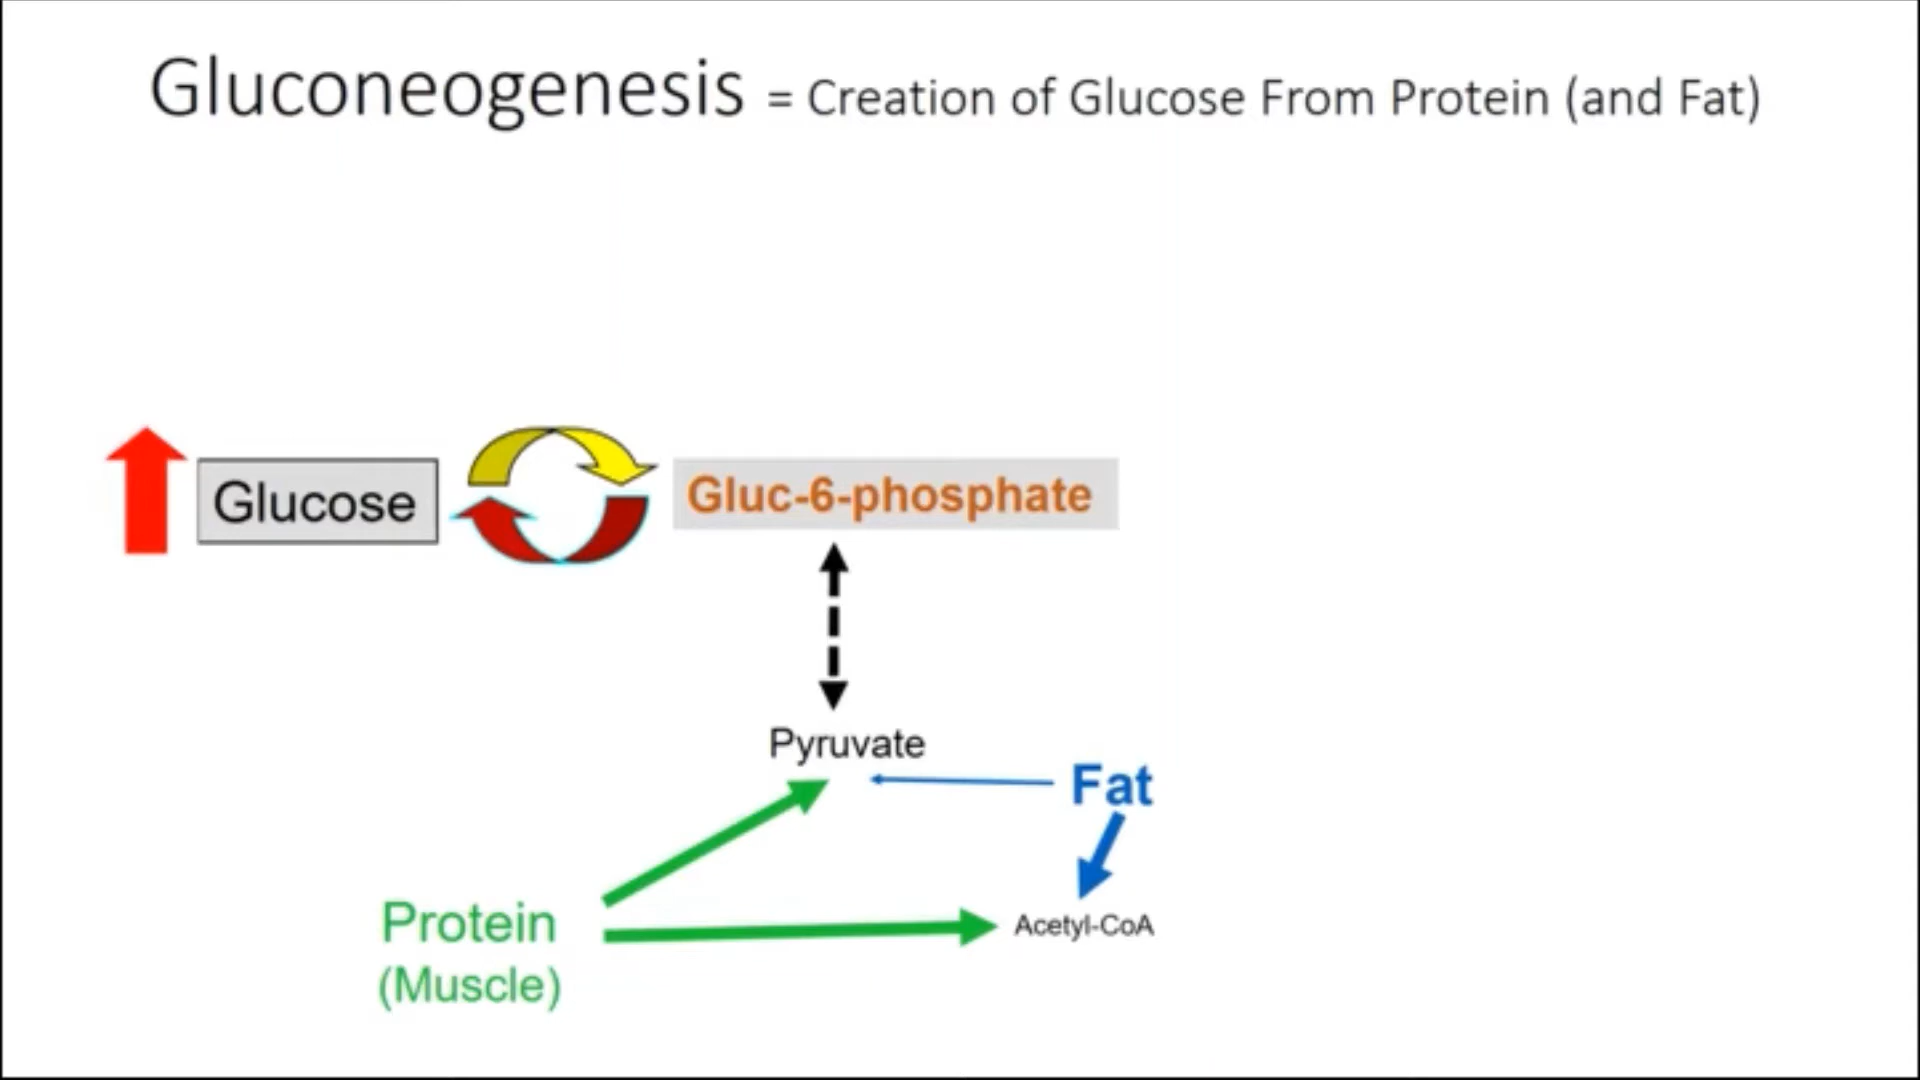 Gluconeogenesis = Creation of Glucose From Protein (and Fat)
Glucose
Gluc-6-phosphate
Pyruvate
Fat
Protein
(Muscle)
Acetyl-CoA